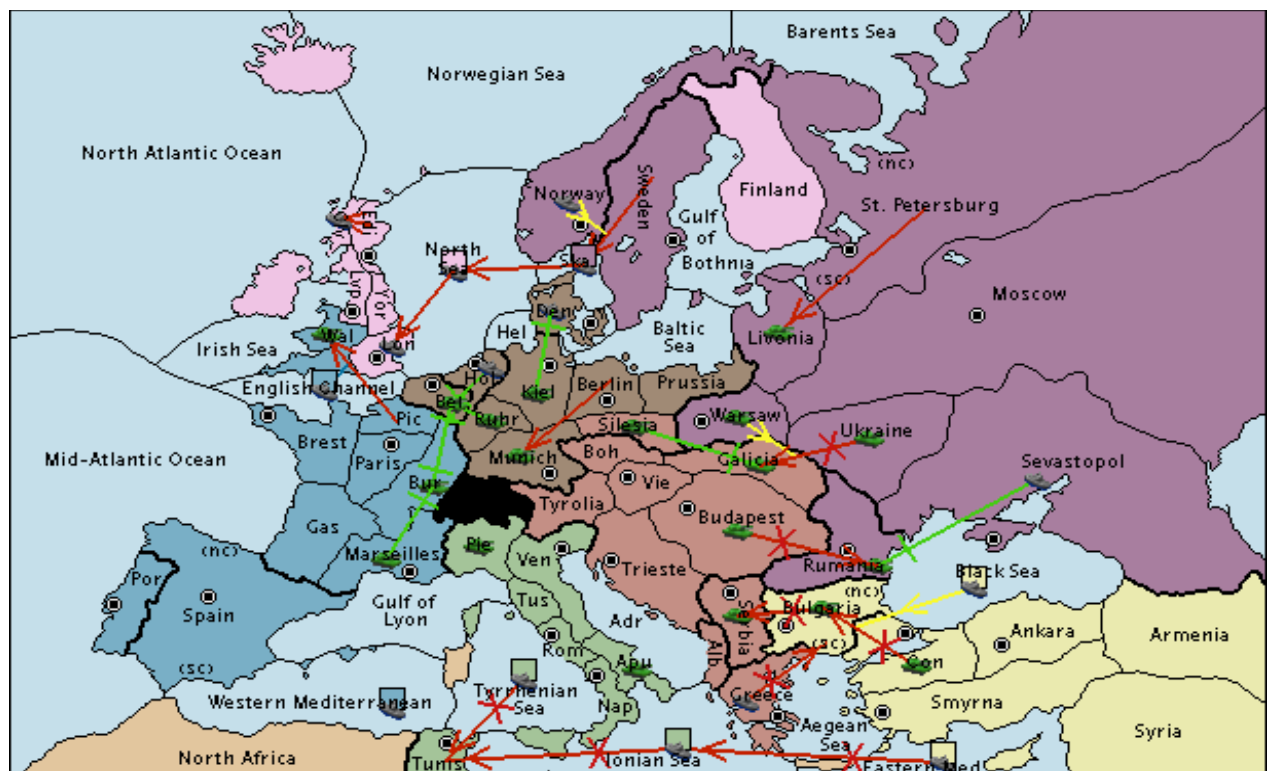 Barents Sea
Norwegian Sea
North Atlantic Ocean
(nc)
Norway
Sweden
Finland
St. Petersburg
Gulf
of
Bothnia
North
Sea
Ska
(sc)
Moscow
Den
Hel
Baltic
Sea
Livonia
Wal
Lon
Irish Sea
English Channel
Hol
Bel
Kiel
Berlin
Prussia
Pic
Ruhr
Silesia
Warsaw
Ukraine
Brest
Paris
Mid-Atlantic Ocean
Munich
Boh
Galicia
Sevastopol
Bur
Vie
Tyrolia
Budapest
Gas
(nc)
Marseilles
Pie
Ven
Trieste
Rumania
Black Sea
(nc)
Por
Spain
Gulf of
Lyon
Tus
Adr
Serbia
Bulgaria
Ankara
Armenia
Rom
Alb
(sc)
Con
(sc)
Apu
Western Mediterranean
Tyrrhenian
Sea
Nap
Greece
Smyrna
Aegean
Sea
Syria
North Africa
Tunis
Ionian Sea
Eastern Med